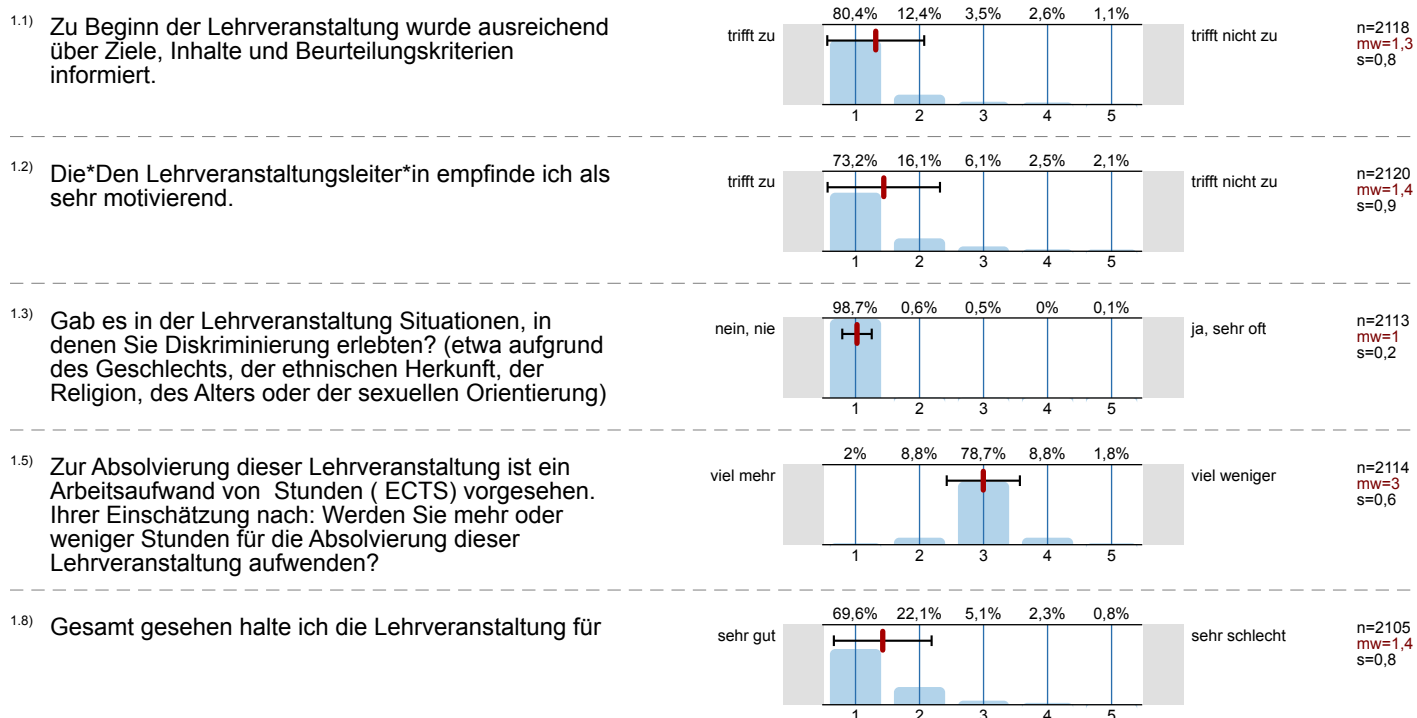 1.1) Zu Beginn der Lehrveranstaltung wurde ausreichend
über Ziele, Inhalte und Beurteilungskriterien
informiert.
trifft zu
80,4% 12,4% 3,5% 2,6% 1,1%
1 2 3 4 5
trifft nicht zu
n=2118
mw=1,3
s=0,8
1.2) Die*Den Lehrveranstaltungsleiter*in empfinde ich als
sehr motivierend.
trifft zu
73,2% 16,1% 6,1% 2,5% 2,1%
1 2 3 4 5
trifft nicht zu
n=2120
mw=1,4
s=0,9
1.3) Gab es in der Lehrveranstaltung Situationen, in
denen Sie Diskriminierung erlebten? (etwa aufgrund
des Geschlechts, der ethnischen Herkunft, der
Religion, des Alters oder der sexuellen Orientierung)
nein, nie
98,7% 0,6% 0,5% 0% 0,1%
1 2 3 4 5
ja, sehr oft
n=2113
mw=1
s=0,2
1.5) Zur Absolvierung dieser Lehrveranstaltung ist ein
Arbeitsaufwand von  Stunden ( ECTS) vorgesehen.
Ihrer Einschätzung nach: Werden Sie mehr oder
weniger Stunden für die Absolvierung dieser
Lehrveranstaltung aufwenden?
viel mehr
2% 8,8% 78,7% 8,8% 1,8%
1 2 3 4 5
viel weniger
n=2114
mw=3
s=0,6
1.8) Gesamt gesehen halte ich die Lehrveranstaltung für
sehr gut
69,6% 22,1% 5,1% 2,3% 0,8%
1 2 3 4 5
sehr schlecht
n=2105
mw=1,4
s=0,8